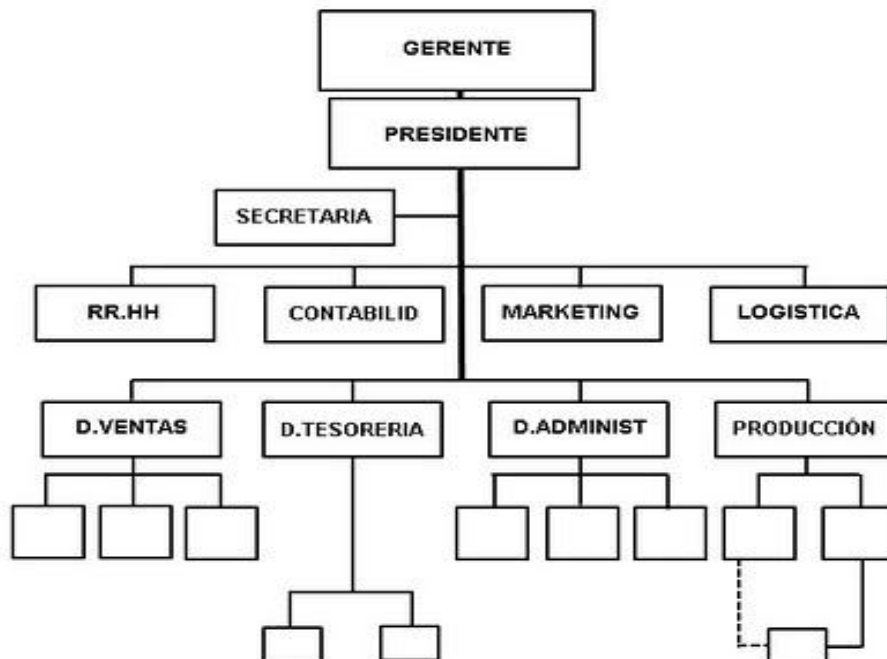 GERENTE
PRESIDENTE
SECRETARIA
RR.HH
CONTABILID
MARKETING
LOGISTICA
D.VENTAS
D.TESORERIA
D.ADMINIST
PRODUCCIÓN